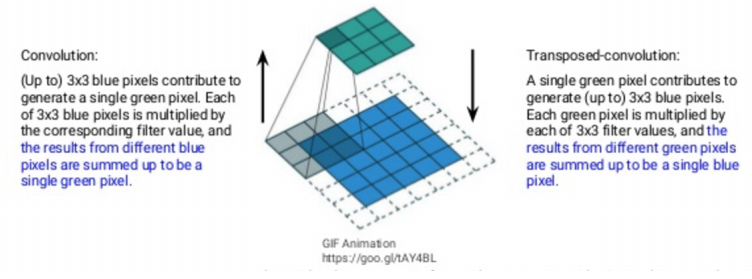 Convolution:
(Up to) 3x3 blue pixels contribute to
generate a single green pixel. Each
of 3x3 blue pixels is multiplied by
the corresponding filter value, and
the results from different blue
pixels are summed up to be a
single green pixel.
Transposed-convolution:
A single green pixel contributes to
generate (up to) 3x3 blue pixels.
Each green pixel is multiplied by
each of 3x3 filter values, and the
results from different green pixels
are summed up to be a single blue
pixel.
GIF Animation
https://goo.gl/tAY4BL